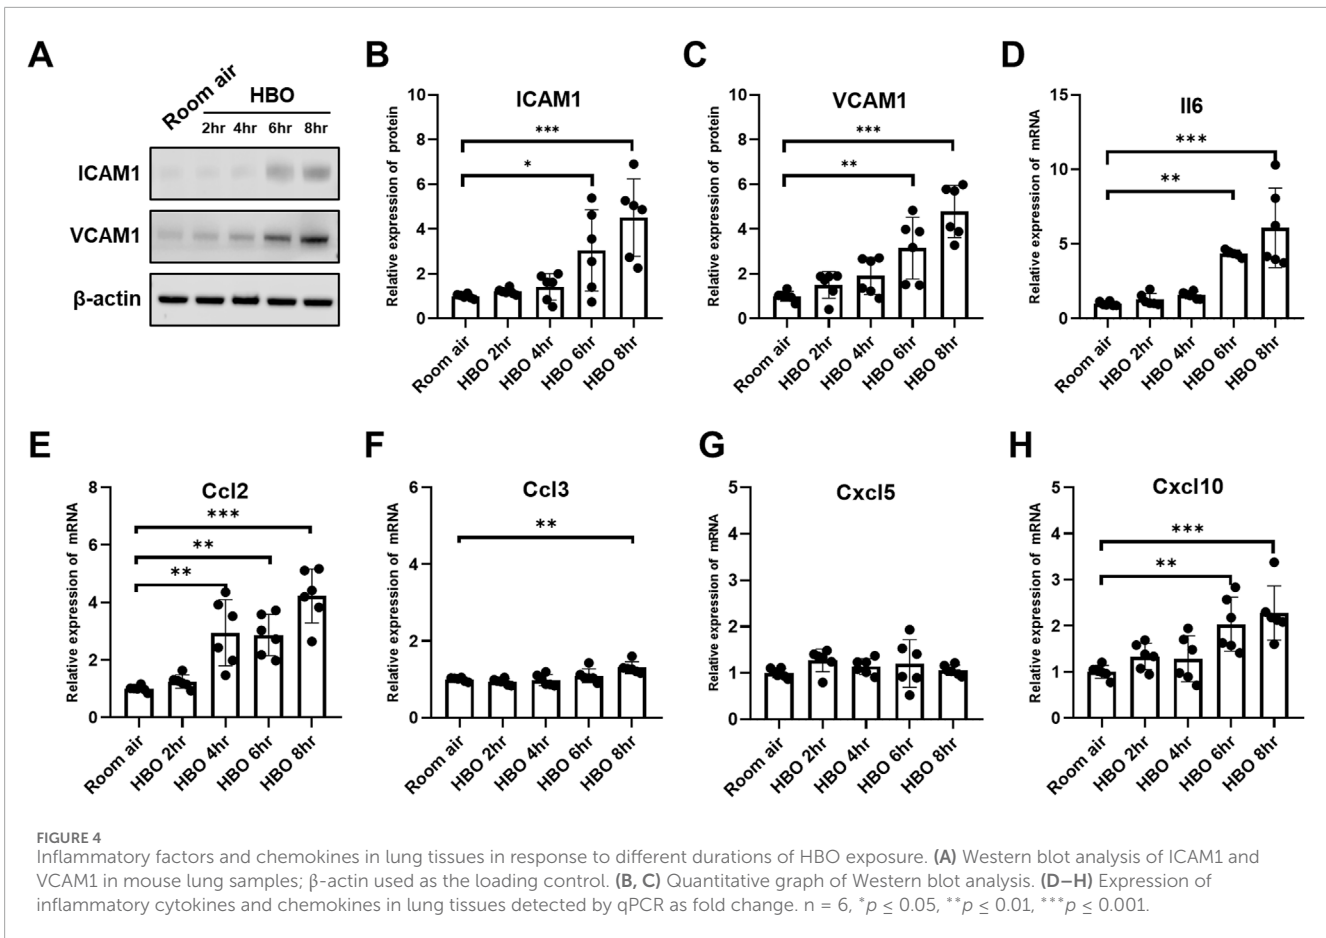 A
Room air
HBO
2hr 4hr 6hr 8hr
ICAM1
VCAM1
β-actin
B
ICAM1
Relative expression of protein
10
8
6
4
2
0
***
*
Room air
HBO 2hr
HBO 4hr
HBO 6hr
HBO 8hr
C
VCAM1
Relative expression of protein
10
8
6
4
2
0
***
**
Room air
HBO 2hr
HBO 4hr
HBO 6hr
HBO 8hr
D
Il6
Relative expression of mRNA
15
10
5
0
***
**
Room air
HBO 2hr
HBO 4hr
HBO 6hr
HBO 8hr
E
Ccl2
Relative expression of mRNA
8
6
4
2
0
***
**
**
Room air
HBO 2hr
HBO 4hr
HBO 6hr
HBO 8hr
F
Ccl3
Relative expression of mRNA
6
4
2
0
**
Room air
HBO 2hr
HBO 4hr
HBO 6hr
HBO 8hr
G
Cxcl5
Relative expression of mRNA
5
4
3
2
1
0
Room air
HBO 2hr
HBO 4hr
HBO 6hr
HBO 8hr
H
Cxcl10
Relative expression of mRNA
5
4
3
2
1
0
***
**
Room air
HBO 2hr
HBO 4hr
HBO 6hr
HBO 8hr
FIGURE 4
Inflammatory factors and chemokines in lung tissues in response to different durations of HBO exposure. (A) Western blot analysis of ICAM1 and
VCAM1 in mouse lung samples; β-actin used as the loading control. (B, C) Quantitative graph of Western blot analysis. (D–H) Expression of
inflammatory cytokines and chemokines in lung tissues detected by qPCR as fold change. n = 6, *p ≤ 0.05, **p ≤ 0.01, ***p ≤ 0.001.